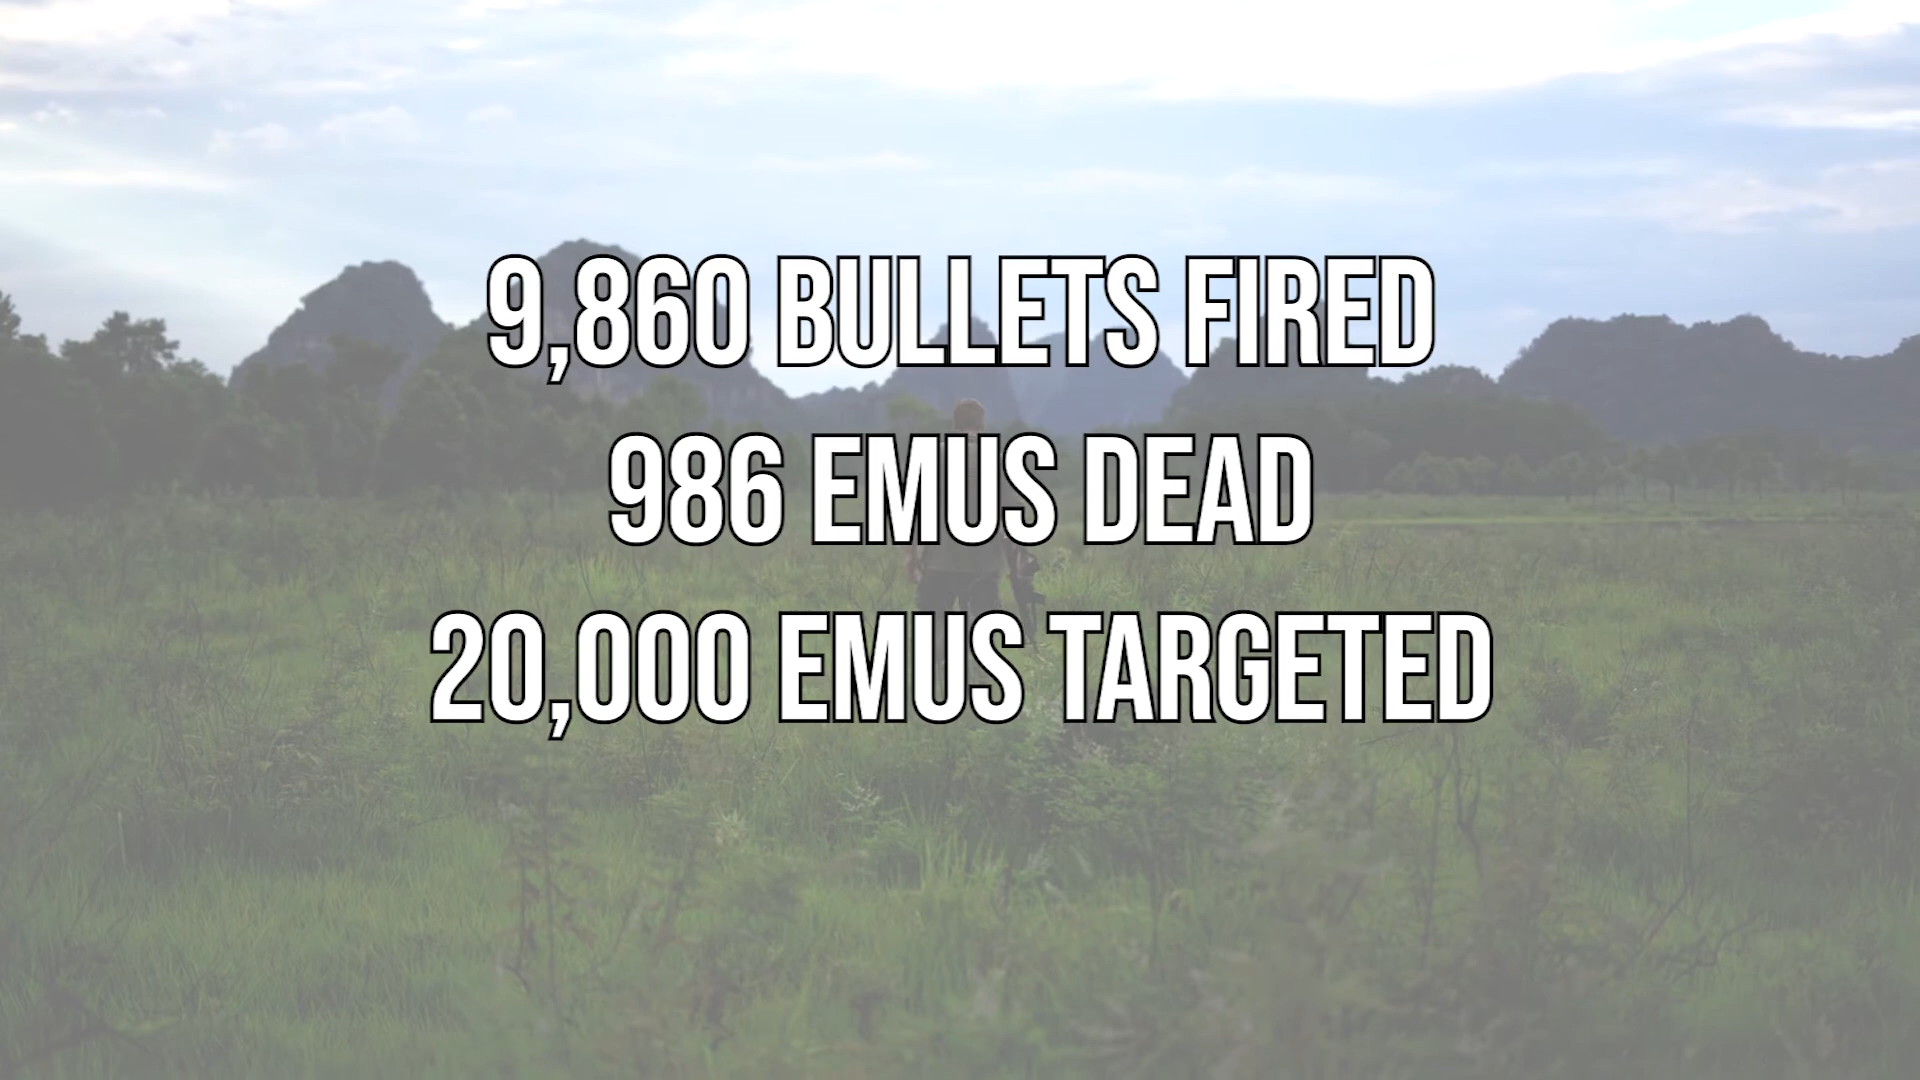 9,860 BULLETS FIRED
986 EMUS DEAD
20,000 EMUS TARGETED